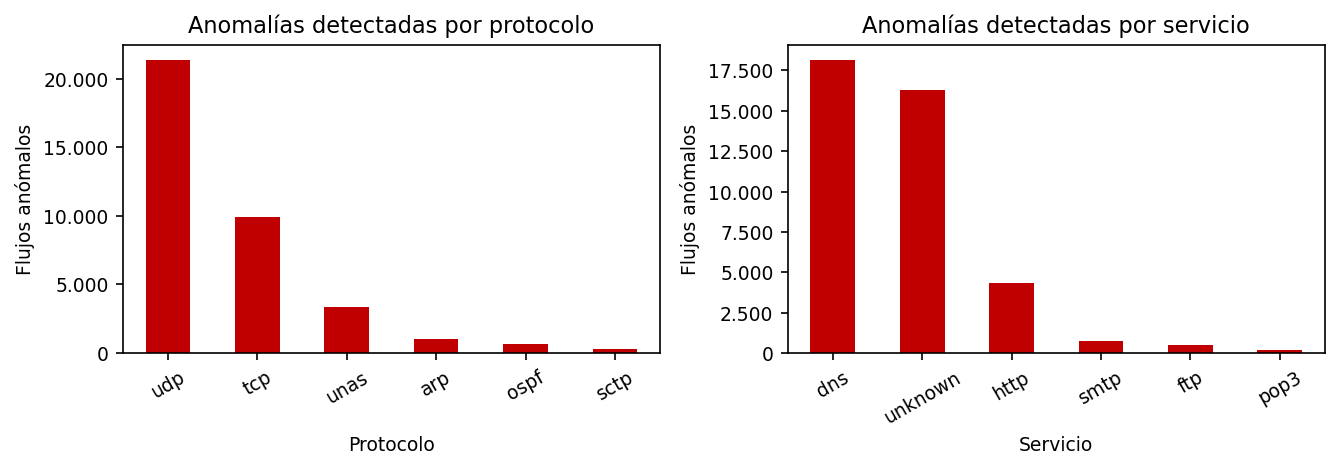 Anomalías detectadas por protocolo
Flujos anómalos
20.000
15.000
10.000
5.000
0
udp
tcp
unas
arp
ospf
sctp
Protocolo
Anomalías detectadas por servicio
Flujos anómalos
17.500
15.000
12.500
10.000
7.500
5.000
2.500
0
dns
unknown
http
smtp
ftp
pop3
Servicio